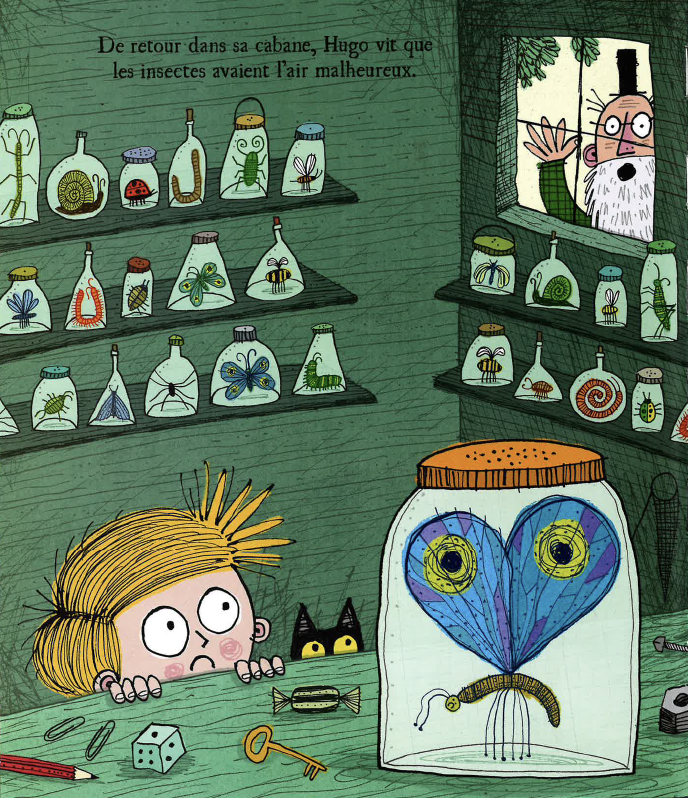 De retour dans sa cabane, Hugo vit que
les insectes avaient l'air malheureux.